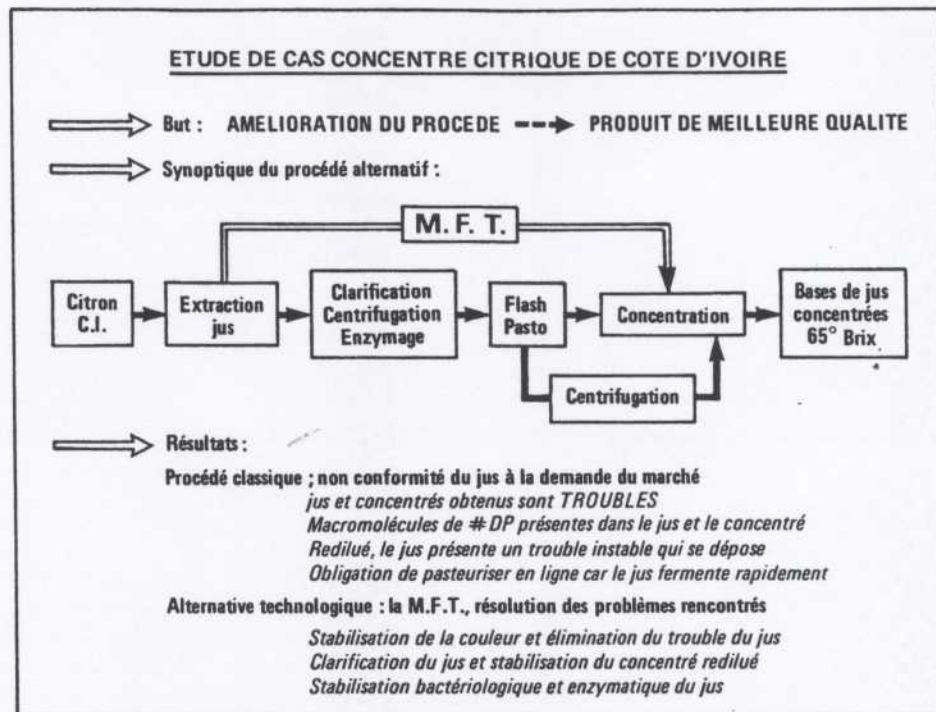 ETUDE DE CAS CONCENTRE CITRIQUE DE COTE D'IVOIRE
But : AMELIORATION DU PROCEDE PRODUIT DE MEILLEURE QUALITE
Synoptique du procédé alternatif :
M. F. T.
Citron
C.I.
Extraction
jus
Clarification
Centrifugation
Enzymage
Flash
Pasto
Concentration
Bases de jus
concentrées
65° Brix
Centrifugation
Résultats :
Procédé classique ; non conformité du jus à la demande du marché
jus et concentrés obtenus sont TROUBLES
Macromolécules de #DP présentes dans le jus et le concentré
Redilué, le jus présente un trouble instable qui se dépose
Obligation de pasteuriser en ligne car le jus fermente rapidement
Alternative technologique : la M.F.T., résolution des problèmes rencontrés
Stabilisation de la couleur et élimination du trouble du jus
Clarification du jus et stabilisation du concentré redilué
Stabilisation bactériologique et enzymatique du jus